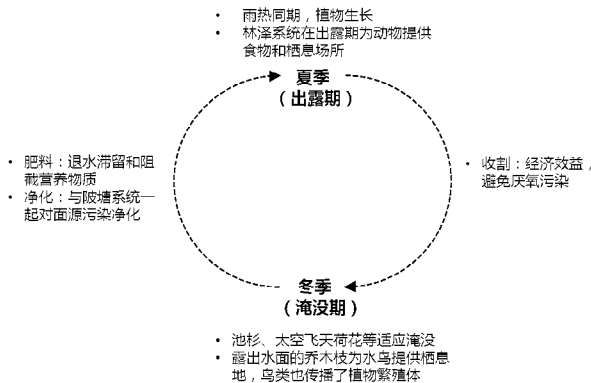 • 雨热同期，植物生长
• 林泽系统在出露期为动物提供
食物和栖息场所
夏季
（出露期）
• 肥料：退水滞留和阻
截营养物质
• 净化：与陂塘系统一
起对面源污染净化
• 收割：经济效益，
避免厌氧污染
冬季
（淹没期）
• 池杉、太空飞天荷花等适应淹没
• 露出水面的乔木枝为水鸟提供栖息
地，鸟类也传播了植物繁殖体